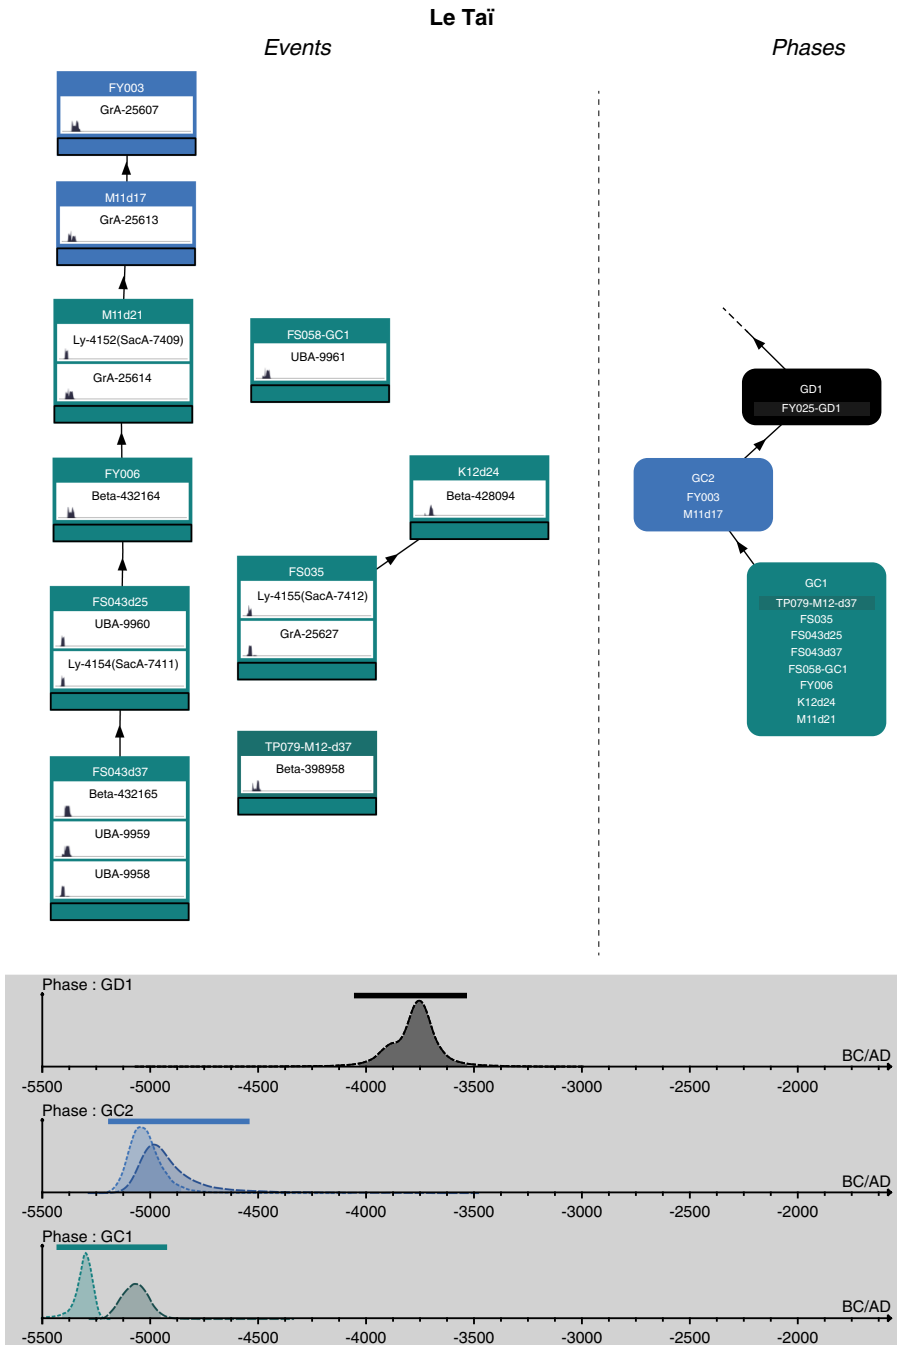 Le Taï
Events
Phases
FY003
GrA-25607
M11d17
GrA-25613
M11d21
Ly-4152(SacA-7409)
GrA-25614
FS058-GC1
UBA-9961
FY006
Beta-432164
K12d24
Beta-428094
FS043d25
UBA-9960
Ly-4154(SacA-7411)
FS035
Ly-4155(SacA-7412)
GrA-25627
FS043d37
Beta-432165
UBA-9959
UBA-9958
TP079-M12-d37
Beta-398958
GD1
FY025-GD1
GC2
FY003
M11d17
GC1
TP079-M12-d37
FS035
FS043d25
FS043d37
FS058-GC1
FY006
K12d24
M11d21
Phase : GD1
BC/AD
-5500 -5000 -4500 -4000 -3500 -3000 -2500 -2000
Phase : GC2
BC/AD
-5500 -5000 -4500 -4000 -3500 -3000 -2500 -2000
Phase : GC1
BC/AD
-5500 -5000 -4500 -4000 -3500 -3000 -2500 -2000